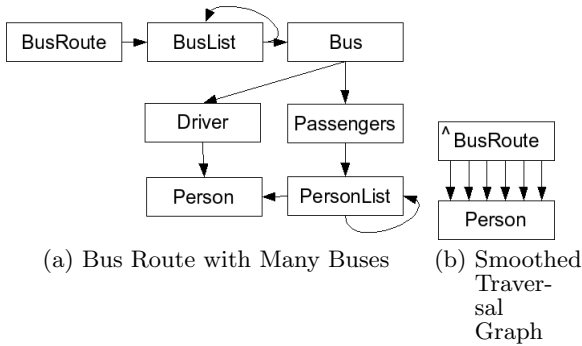 BusRoute
BusList
Bus
Driver
Passengers
Person
PersonList
(a) Bus Route with Many Buses
^BusRoute
Person
(b) Smoothed
Traver-
sal
Graph